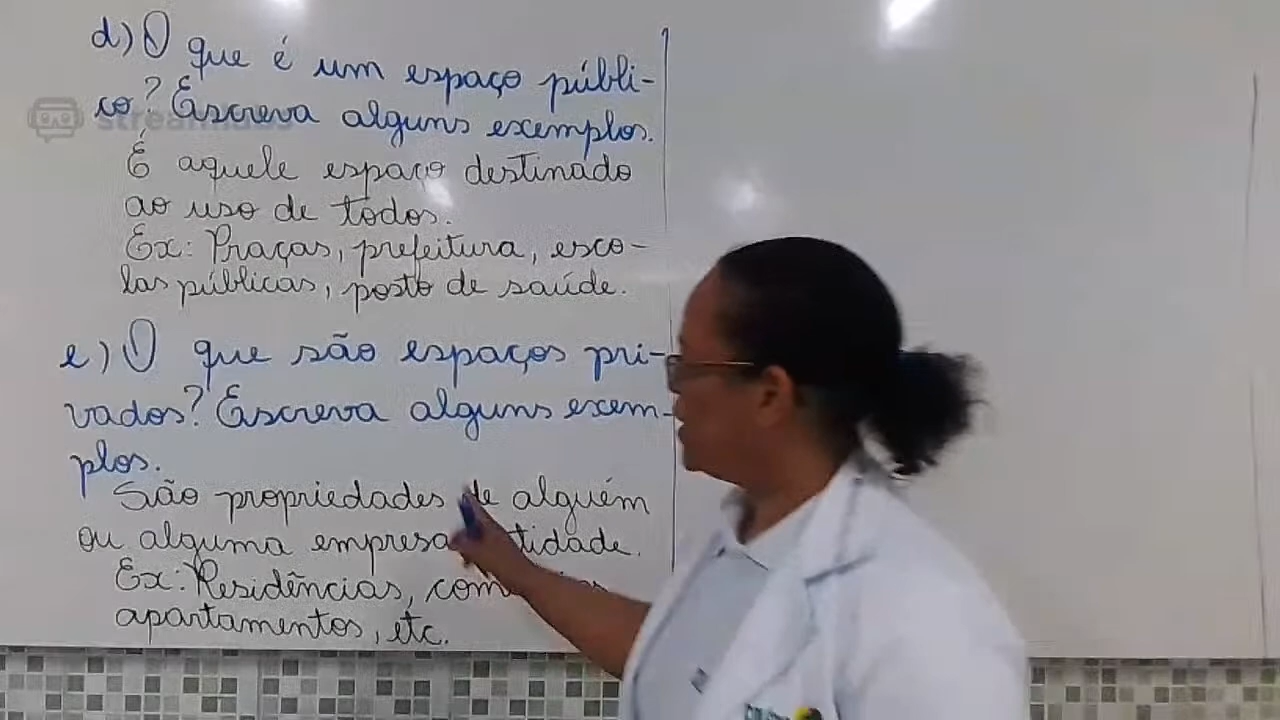 d) O que é um espaço públi-
co? Escreva alguns exemplos.
É aquele espaço destinado
ao uso de todos.
Ex: Praças, prefeitura, esco-
las públicas, posto de saúde.
e) O que são espaços pri-
vados? Escreva alguns exem-
plos.
São propriedades de alguém
ou alguma empresa
Ex: Residências,
apartamentos, etc.
streamlabs